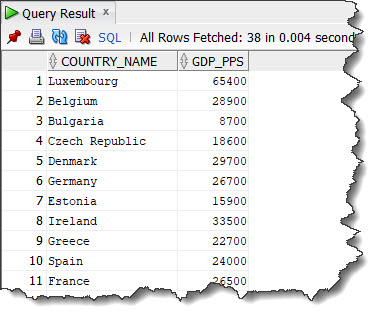 Query Result x
SQL | All Rows Fetched: 38 in 0.004 second
COUNTRY_NAME GDP_PPS
1 Luxembourg 65400
2 Belgium 28900
3 Bulgaria 8700
4 Czech Republic 18600
5 Denmark 29700
6 Germany 26700
7 Estonia 15900
8 Ireland 33500
9 Greece 22700
10 Spain 24000
11 France 26500